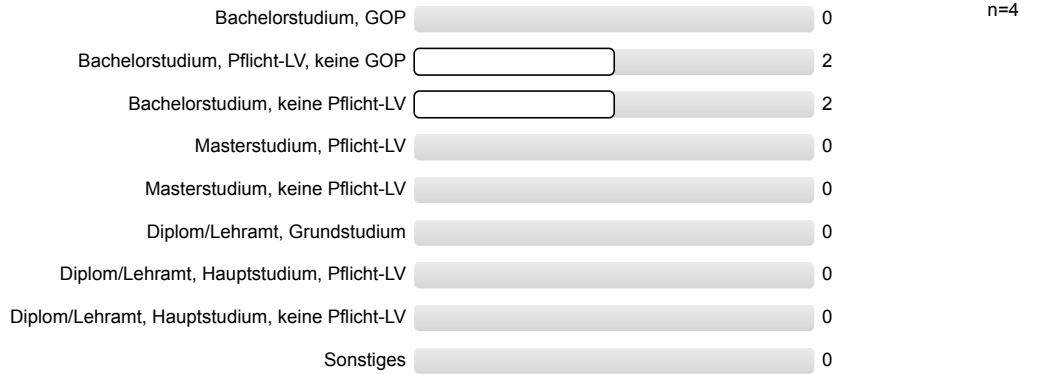 Bachelorstudium, GOP 0 n=4
Bachelorstudium, Pflicht-LV, keine GOP 2
Bachelorstudium, keine Pflicht-LV 2
Masterstudium, Pflicht-LV 0
Masterstudium, keine Pflicht-LV 0
Diplom/Lehramt, Grundstudium 0
Diplom/Lehramt, Hauptstudium, Pflicht-LV 0
Diplom/Lehramt, Hauptstudium, keine Pflicht-LV 0
Sonstiges 0